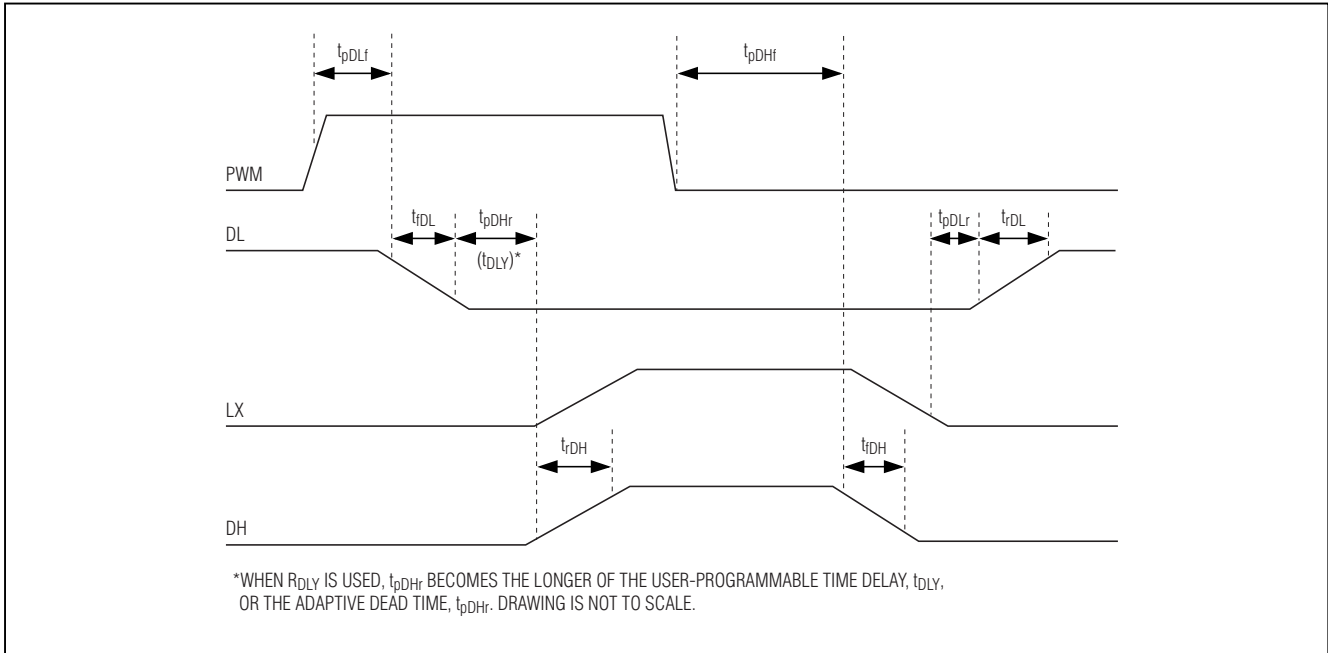 tpDLf
tpDHf
PWM
tfDL
tpDHr
tpDLr
trDL
DL
(tDLY)*
LX
trDH
tfDH
DH
*WHEN RDLY IS USED, tpDHr BECOMES THE LONGER OF THE USER-PROGRAMMABLE TIME DELAY, tDLY,
OR THE ADAPTIVE DEAD TIME, tpDHr. DRAWING IS NOT TO SCALE.